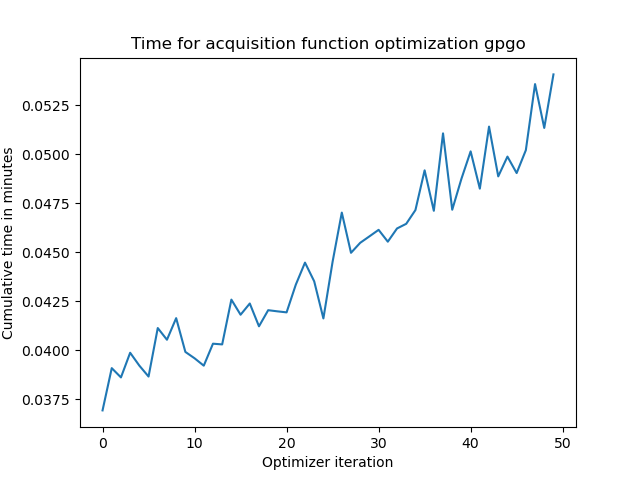 Time for acquisition function optimization gpgo
Cumulative time in minutes
0.0525
0.0500
0.0475
0.0450
0.0425
0.0400
0.0375
0 10 20 30 40 50
Optimizer iteration